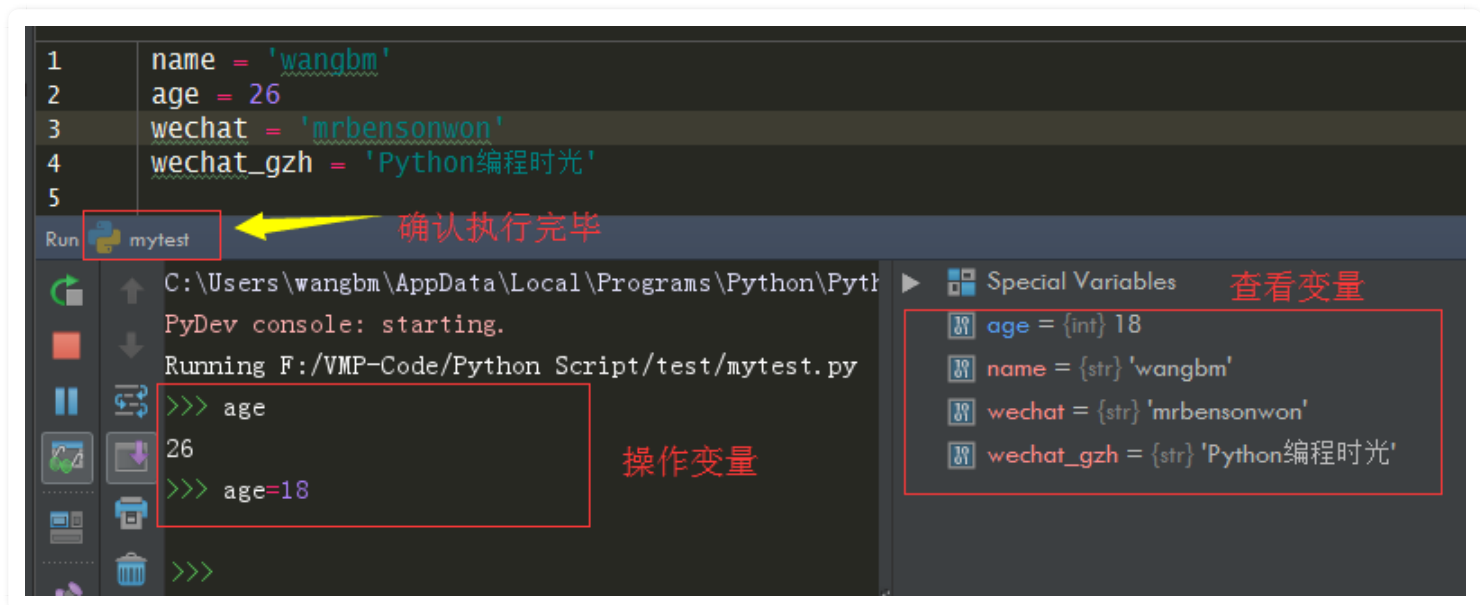 1 name = 'wangbm'
2 age = 26
3 wechat = 'mrbensonwon'
4 wechat_gzh = 'Python编程时光'
5
Run mytest
确认执行完毕
C:\Users\wangbm\AppData\Local\Programs\Python\Pyth
PyDev console: starting.
Running F:/VMP-Code/Python Script/test/mytest.py
>>> age
26
>>> age=18
>>>
操作变量
Special Variables
查看变量
age = {int} 18
name = {str} 'wangbm'
wechat = {str} 'mrbensonwon'
wechat_gzh = {str} 'Python编程时光'